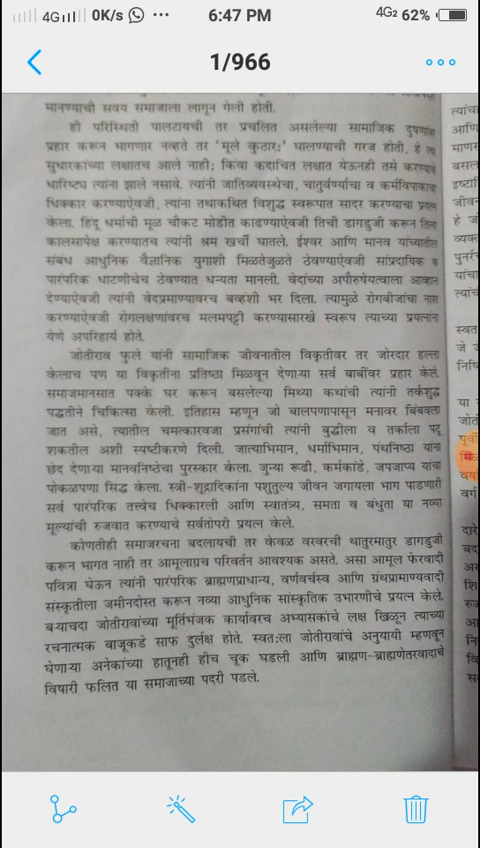 4G 0K/s 6:47 PM 4G2 62%
1/966
मानण्याची सवय समाजाला लागून गेली होती.
ही परिस्थिती पालटायची तर प्रचलित असलेल्या सामाजिक दुषणांवर
प्रहार करून भागणार नव्हते तर 'मूले कुठारः' घालण्याची गरज होती, हे त्या
सुधारकांच्या लक्षातच आले नाही; किंवा कदाचित लक्षात येऊनही तसे करण्याचे
धारिष्ट्य त्यांना झाले नसावे. त्यांनी जातिव्यवस्थेचा, चातुर्वर्ण्याचा व कर्मविपाकाचा
धिक्कार करण्याऐवजी, त्यांना तथाकथित विशुद्ध स्वरूपात सादर करण्याचा प्रयत्न
केला. हिंदू धर्माची मूळ चौकट मोडीत काढण्याऐवजी तिची डागडुजी करून तिला
कालसापेक्ष करण्यातच त्यांनी श्रम खर्ची घातले. ईश्वर आणि मानव यांच्यातील
संबंध आधुनिक वैज्ञानिक युगाशी मिळतेजुळते ठेवण्याऐवजी सांप्रदायिक व
पारंपरिक धाटणीचेच ठेवण्यात धन्यता मानली. वेदांच्या अपौरुषेयत्वाला आव्हान
देण्याऐवजी त्यांनी वेदप्रमाण्यावरच बव्हंशी भर दिला. त्यामुळे रोगबीजांचा नाश
करण्याऐवजी रोगलक्षणांवरच मलमपट्टी करण्यासारखे स्वरूप त्याच्या प्रयत्नांना
येणे अपरिहार्य होते.
जोतीराव फुले यांनी सामाजिक जीवनातील विकृतीवर तर जोरदार हल्ला
केलाच पण या विकृतींना प्रतिष्ठा मिळवून देणाऱ्या सर्व बाबींवर प्रहार केले.
समाजमानसात पक्के घर करून बसलेल्या मिथ्या कथांची त्यांनी तर्कशुद्ध
पद्धतीने चिकित्सा केली. इतिहास म्हणून जो बालपणापासून मनावर बिंबवला
जात असे, त्यातील चमत्कारवजा प्रसंगांची त्यांनी बुद्धीला व तर्काला पटू
शकतील अशी स्पष्टीकरणे दिली. जात्याभिमान, धर्माभिमान, पंथनिष्ठा यांना
छेद देणाऱ्या मानवनिष्ठेचा पुरस्कार केला. जुन्या रूढी, कर्मकांडे, जपजाप्य यांचा
पोकळपणा सिद्ध केला. स्त्री-शूद्रादिकांना पशुतुल्य जीवन जगायला भाग पाडणारी
सर्व पारंपरिक तत्त्वेच धिक्कारली आणि स्वातंत्र्य, समता व बंधुता या नव्या
मूल्यांची रुजवात करण्याचे सर्वतोपरी प्रयत्न केले.
कोणतीही समाजरचना बदलायची तर केवळ वरवरची थातुरमातुर डागडुजी
करून भागत नाही तर आमूलाग्रच परिवर्तन आवश्यक असते. असा आमूल फेरवादी
पवित्रा घेऊन त्यांनी पारंपरिक ब्राह्मणप्राधान्य, वर्णवर्चस्व आणि ग्रंथप्रामाण्यवादी
संस्कृतीला जमीनदोस्त करून नव्या आधुनिक सांस्कृतिक उभारणीचे प्रयत्न केले.
बऱ्याचदा जोतीरावांच्या मूर्तिभंजक कार्यावरच अभ्यासकांचे लक्ष खिळून त्याच्या
रचनात्मक बाजूकडे साफ दुर्लक्ष होते. स्वतःला जोतीरावांचे अनुयायी म्हणवून
घेणाऱ्या अनेकांच्या हातूनही हीच चूक घडली आणि ब्राह्मण-ब्राह्मणेतरवादाचे
विषारी फलित या समाजाच्या पदरी पडले.